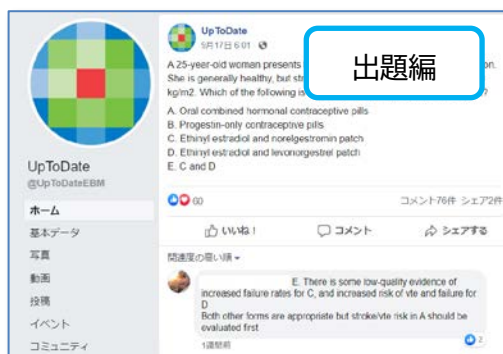 UpToDate
@UpToDateEBM
ホーム
基本データ
写真
動画
投稿
イベント
コミュニティ
UpToDate
5月17日 6:01
出題編
A 25-year-old woman presents
on.
She is generally healthy, but
kg/m2. Which of the following is
?
A. Oral combined hormonal contraceptive pills
B. Progestin-only contraceptive pills
C. Ethinyl estradiol and norelgestromin patch
D. Ethinyl estradiol and levonorgestrel patch
E. C and D
60
コメント76件 シェア2件
いいね！
コメント
シェアする
関連度の高い順
E. There is some low-quality evidence of
increased failure rates for C, and increased risk of vte and failure for
D
Both other forms are appropriate but stroke/vte risk in A should be
evaluated first
2
1週間前